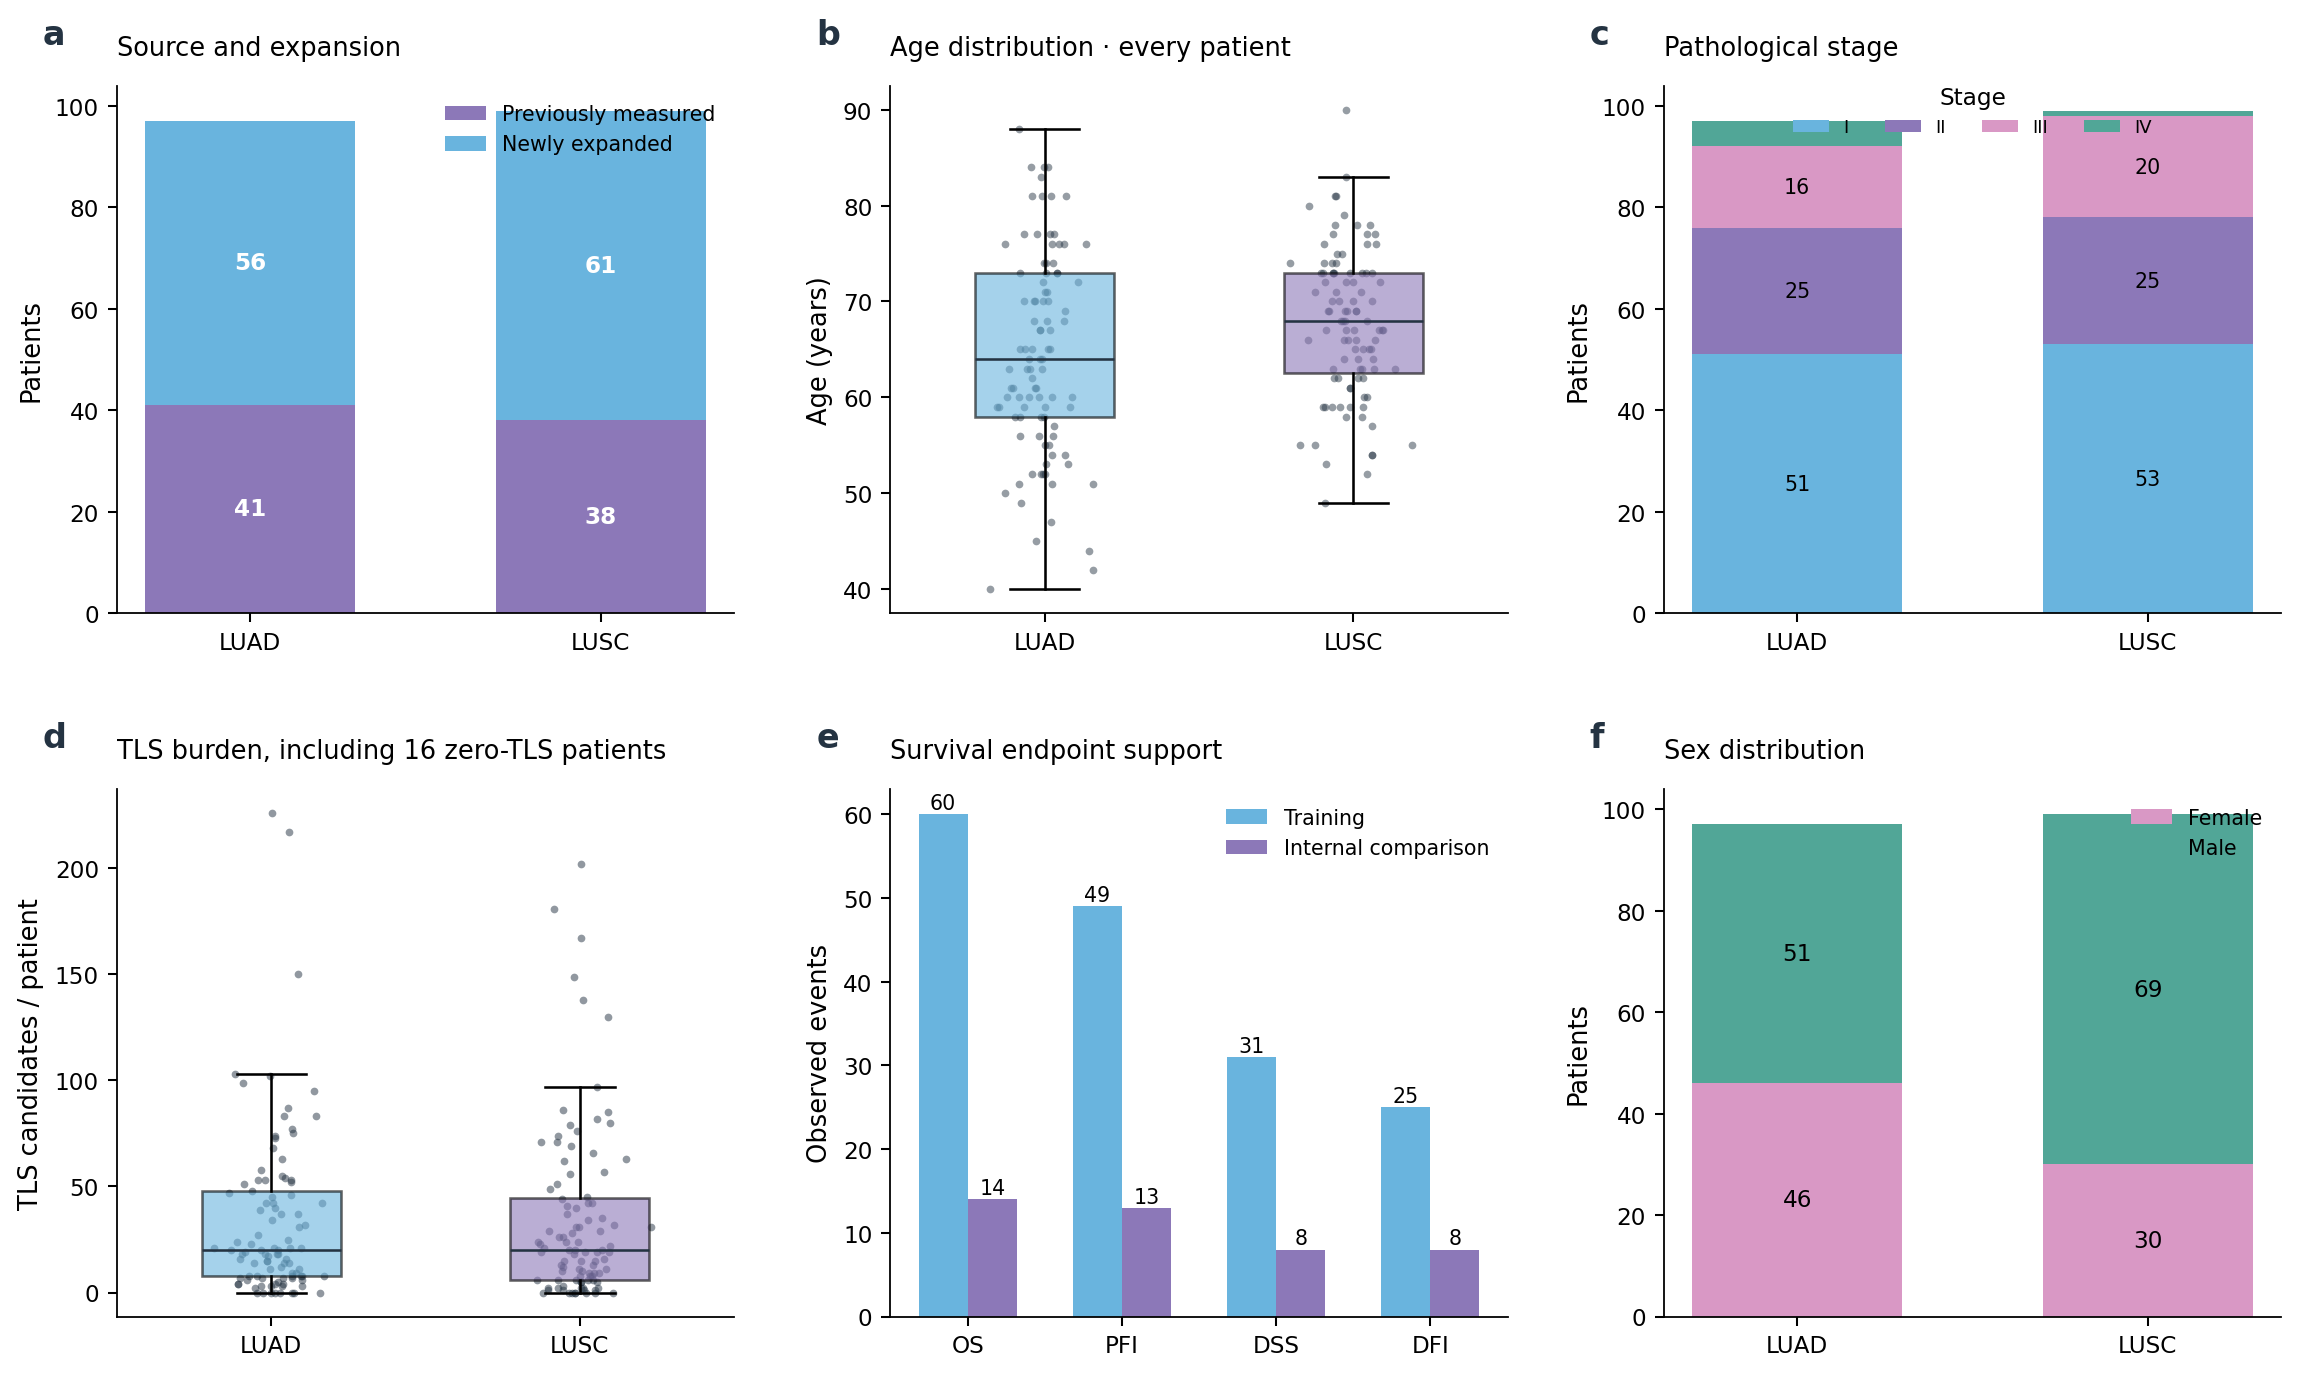 a
Source and expansion
Patients
100
80
60
40
20
0
Previously measured
Newly expanded
56
61
41
38
LUAD
LUSC
b
Age distribution · every patient
Age (years)
90
80
70
60
50
40
LUAD
LUSC
c
Pathological stage
Patients
100
80
60
40
20
0
Stage
I II III IV
16
20
25
25
51
53
LUAD
LUSC
d
TLS burden, including 16 zero-TLS patients
TLS candidates / patient
200
150
100
50
0
LUAD
LUSC
e
Survival endpoint support
Observed events
60
50
40
30
20
10
0
Training
Internal comparison
60
14
49
13
31
8
25
8
OS
PFI
DSS
DFI
f
Sex distribution
Patients
100
80
60
40
20
0
Female
Male
51
69
46
30
LUAD
LUSC